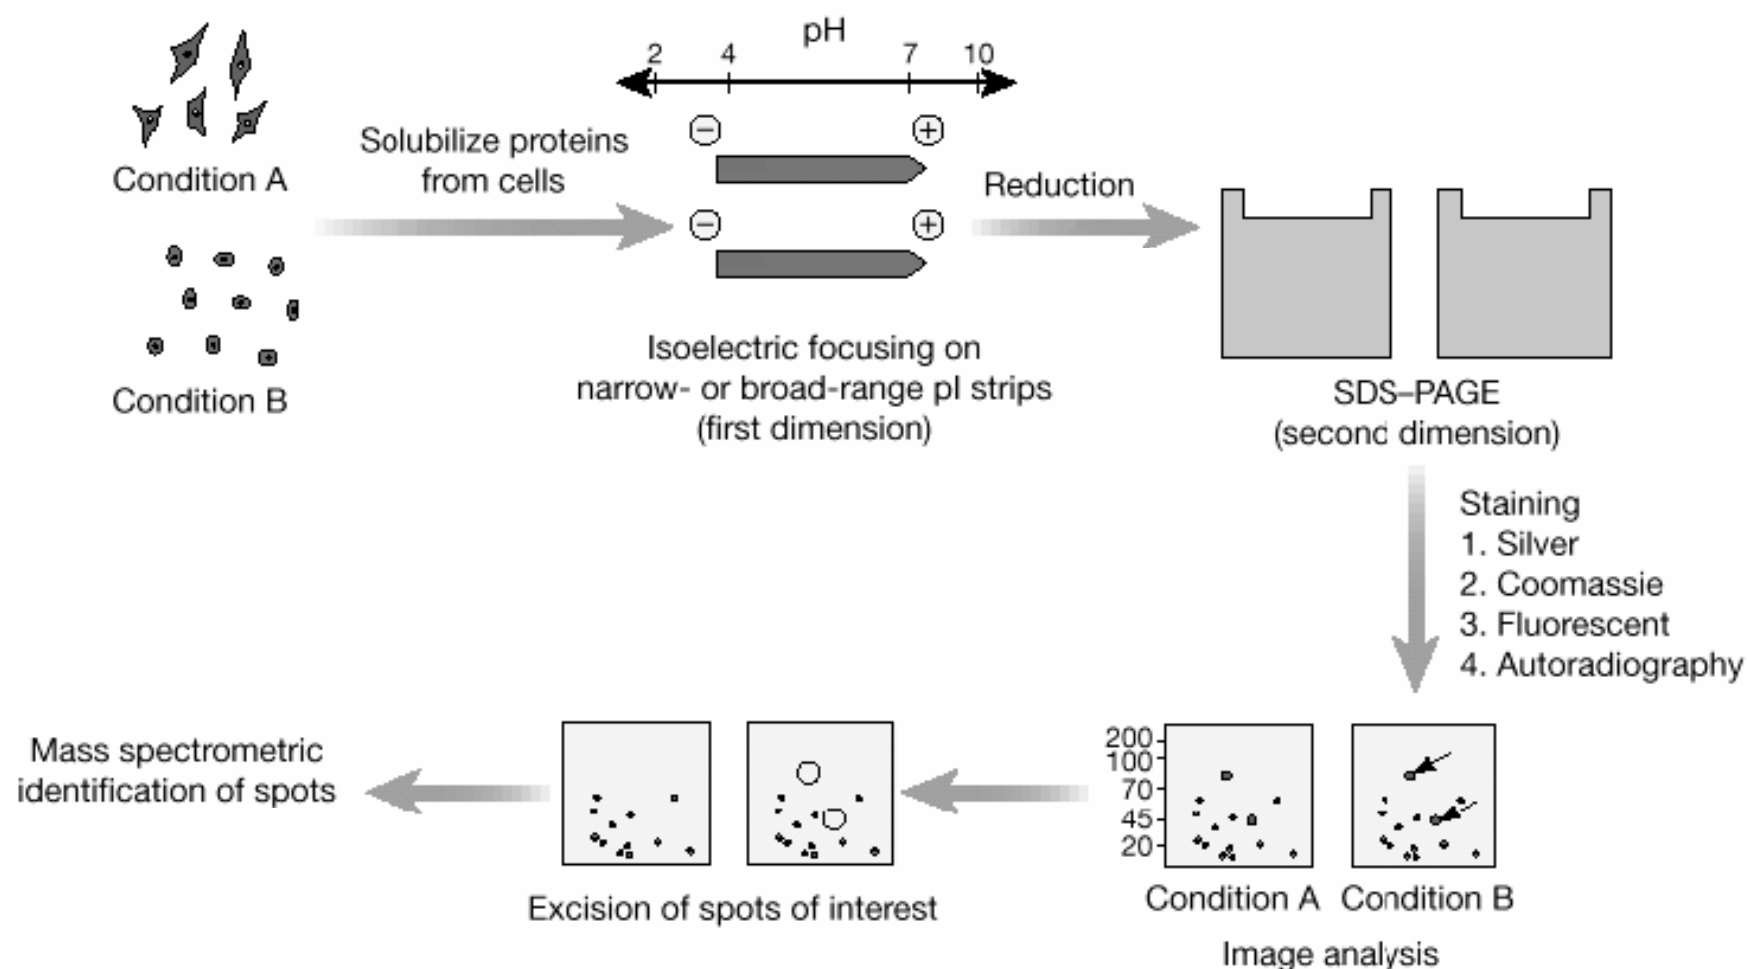 pH
2 4 7 10
− +
− +
Condition A
Condition B
Solubilize proteins
from cells
Isoelectric focusing on
narrow- or broad-range pI strips
(first dimension)
Reduction
SDS–PAGE
(second dimension)
Staining
1. Silver
2. Coomassie
3. Fluorescent
4. Autoradiography
200
100
70
45
20
Condition A Condition B
Image analysis
Excision of spots of interest
Mass spectrometric
identification of spots